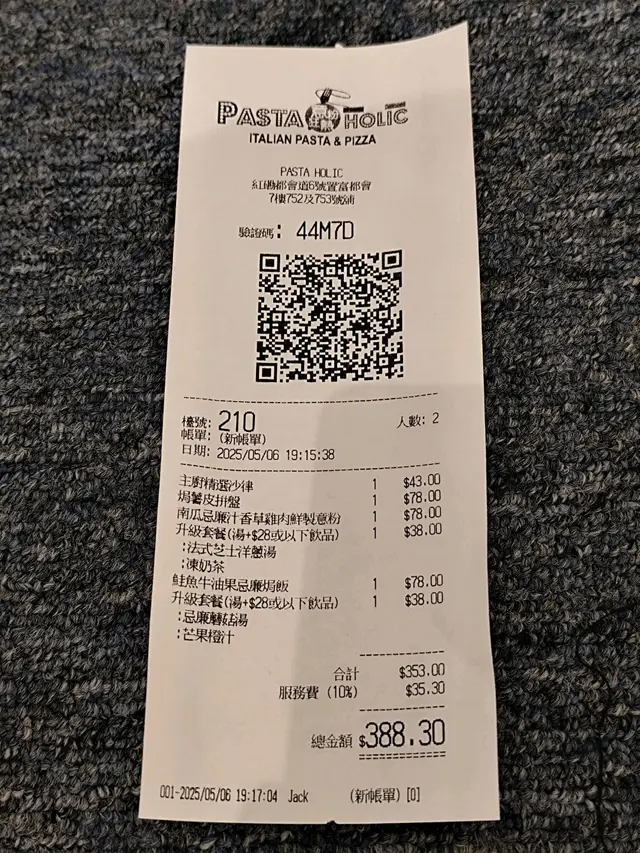 PASTA HOLIC
ITALIAN PASTA & PIZZA
PASTA HOLIC
紅磡都會道6號置富都會
7樓752及753號舖
驗證碼: 44M7D
檯號: 210 人數: 2
帳單: (新帳單)
日期: 2025/05/06 19:15:38
主廚精選沙律 1 $43.00
焗薯皮拼盤 1 $78.00
南瓜忌廉汁香草雞肉鮮製意粉 1 $78.00
升級套餐(湯+$28或以下飲品) 1 $38.00
:法式芝士洋蔥湯
:凍奶茶
鮭魚牛油果忌廉焗飯 1 $78.00
升級套餐(湯+$28或以下飲品) 1 $38.00
:忌廉蘑菇湯
:芒果橙汁
合計 $353.00
服務費 (10%) $35.30
總金額 $388.30
001-2025/05/06 19:17:04 Jack (新帳單) [0]